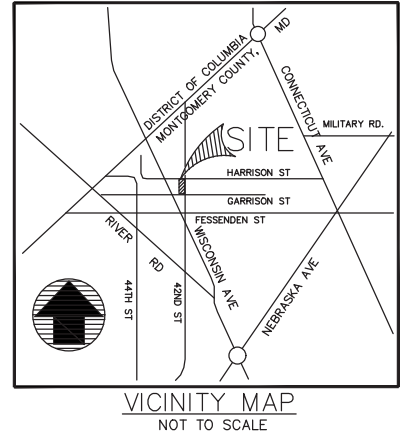 DISTRICT OF COLUMBIA
MONTGOMERY COUNTY, MD
CONNECTICUT AVE
MILITARY RD.
SITE
HARRISON ST
GARRISON ST
FESSENDEN ST
RIVER RD
WISCONSIN AVE
44TH ST
42ND ST
NEBRASKA AVE
VICINITY MAP
NOT TO SCALE